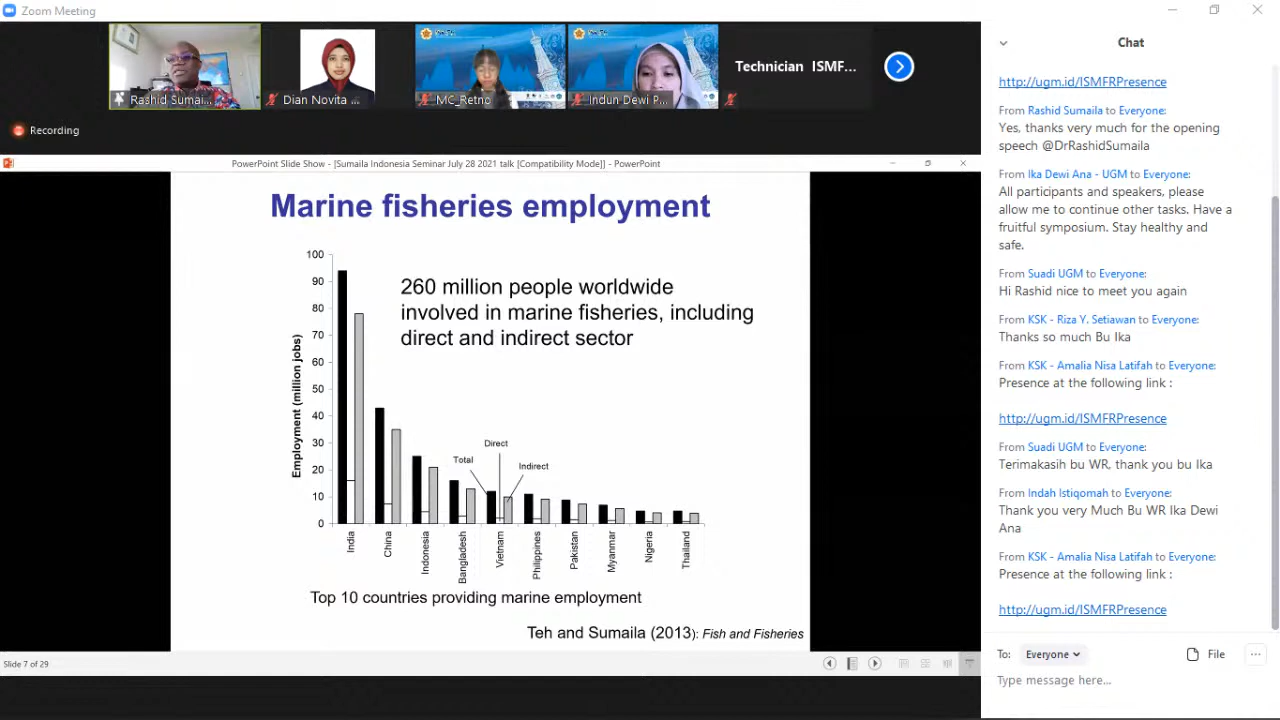 Zoom Meeting
Rashid Sumai...
Dian Novita ...
MC_Retno
Indun Dewi P...
Technician ISMF...
Recording
PowerPoint Slide Show - [Sumaila Indonesia Seminar July 28 2021 talk [Compatibility Mode]] - PowerPoint
Marine fisheries employment
260 million people worldwide
involved in marine fisheries, including
direct and indirect sector
Employment (million jobs)
100
90
80
70
60
50
40
30
20
10
0
Total
Direct
Indirect
India
China
Indonesia
Bangladesh
Vietnam
Philippines
Pakistan
Myanmar
Nigeria
Thailand
Top 10 countries providing marine employment
Teh and Sumaila (2013): Fish and Fisheries
Slide 7 of 29
Chat
http://ugm.id/ISMFRPresence
From Rashid Sumaila to Everyone:
Yes, thanks very much for the opening
speech @DrRashidSumaila
From Ika Dewi Ana - UGM to Everyone:
All participants and speakers, please
allow me to continue other tasks. Have a
fruitful symposium. Stay healthy and
safe.
From Suadi UGM to Everyone:
Hi Rashid nice to meet you again
From KSK - Riza Y. Setiawan to Everyone:
Thanks so much Bu Ika
From KSK - Amalia Nisa Latifah to Everyone:
Presence at the following link :
http://ugm.id/ISMFRPresence
From Suadi UGM to Everyone:
Terimakasih bu WR, thank you bu Ika
From Indah Istiqomah to Everyone:
Thank you very Much Bu WR Ika Dewi
Ana
From KSK - Amalia Nisa Latifah to Everyone:
Presence at the following link :
http://ugm.id/ISMFRPresence
To: Everyone
File
Type message here...